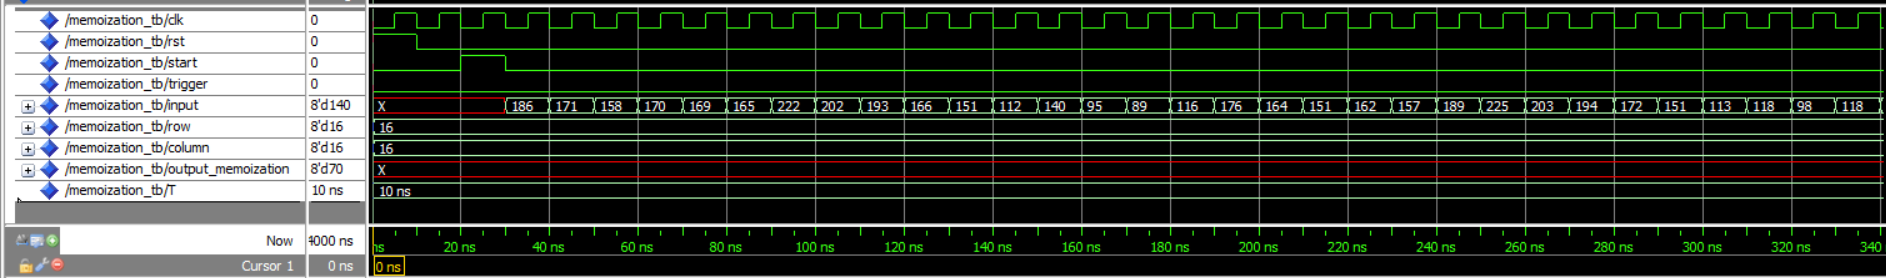 /memoization_tb/clk 0
/memoization_tb/rst 0
/memoization_tb/start 0
/memoization_tb/trigger 0
/memoization_tb/input 8'd140 X 186 171 158 170 169 165 222 202 193 166 151 112 140 95 89 116 176 164 151 162 157 189 225 203 194 172 151 113 118 98 118
/memoization_tb/row 8'd16 16
/memoization_tb/column 8'd16 16
/memoization_tb/output_memoization 8'd70 X
/memoization_tb/T 10 ns 10 ns
Now 4000 ns ns 20 ns 40 ns 60 ns 80 ns 100 ns 120 ns 140 ns 160 ns 180 ns 200 ns 220 ns 240 ns 260 ns 280 ns 300 ns 320 ns 340
Cursor 1 0 ns 0 ns